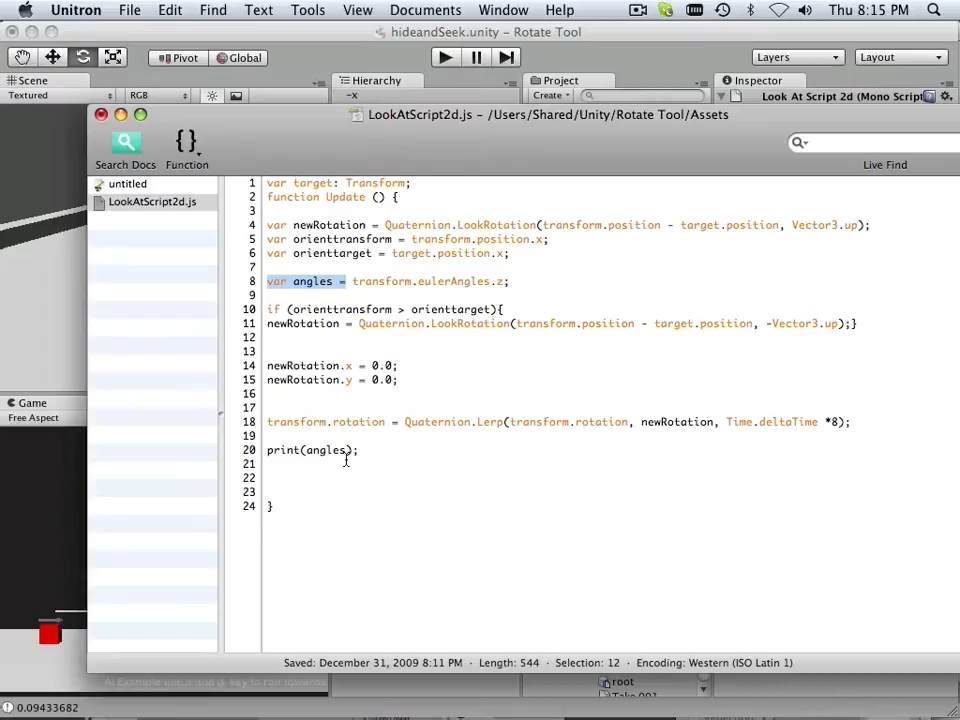 Unitron File Edit Find Text Tools View Documents Window Help Thu 8:15 PM
hideandSeek.unity - Rotate Tool
Pivot Global Layers Layout
Scene Hierarchy Project Inspector
Textured RGB -x Create Look At Script 2d (Mono Script
LookAtScript2d.js - /Users/Shared/Unity/Rotate Tool/Assets
{}
Search Docs Function Live Find
untitled
LookAtScript2d.js
1 var target: Transform;
2 function Update () {
3
4 var newRotation = Quaternion.LookRotation(transform.position - target.position, Vector3.up);
5 var orienttransform = transform.position.x;
6 var orienttarget = target.position.x;
7
8 var angles = transform.eulerAngles.z;
9
10 if (orienttransform > orienttarget){
11 newRotation = Quaternion.LookRotation(transform.position - target.position, -Vector3.up);}
12
13
14 newRotation.x = 0.0;
15 newRotation.y = 0.0;
16
17
18 transform.rotation = Quaternion.Lerp(transform.rotation, newRotation, Time.deltaTime *8);
19
20 print(angles);
21
22
23
24 }
Game
Free Aspect
Saved: December 31, 2009 8:11 PM - Length: 544 - Selection: 12 - Encoding: Western (ISO Latin 1)
root
Take 001
0.09433682